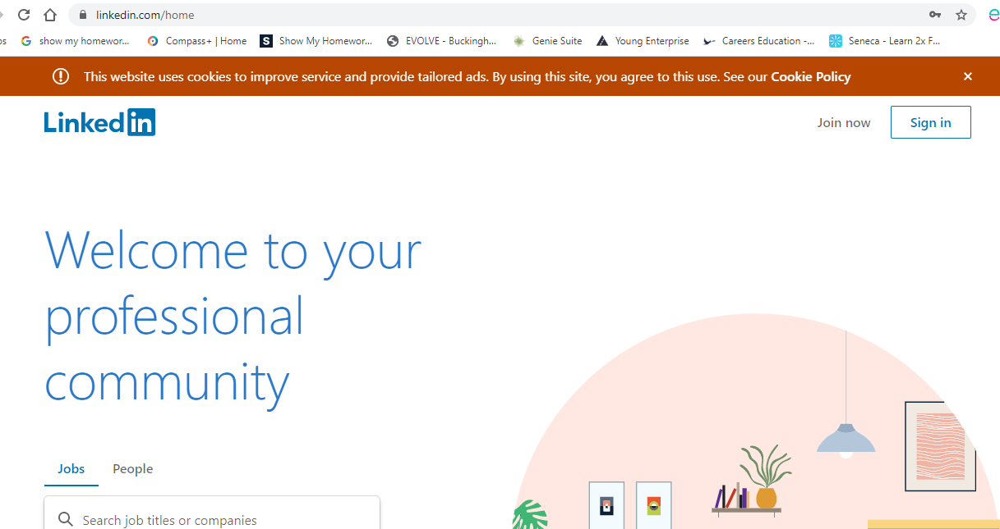 linkedin.com/home
os show my homewor... Compass+ | Home S Show My Homewor... EVOLVE - Buckingh... Genie Suite Young Enterprise Careers Education -... Seneca - Learn 2x F...
This website uses cookies to improve service and provide tailored ads. By using this site, you agree to this use. See our Cookie Policy
Linkedin
Join now Sign in
Welcome to your
professional
community
Jobs People
Search job titles or companies